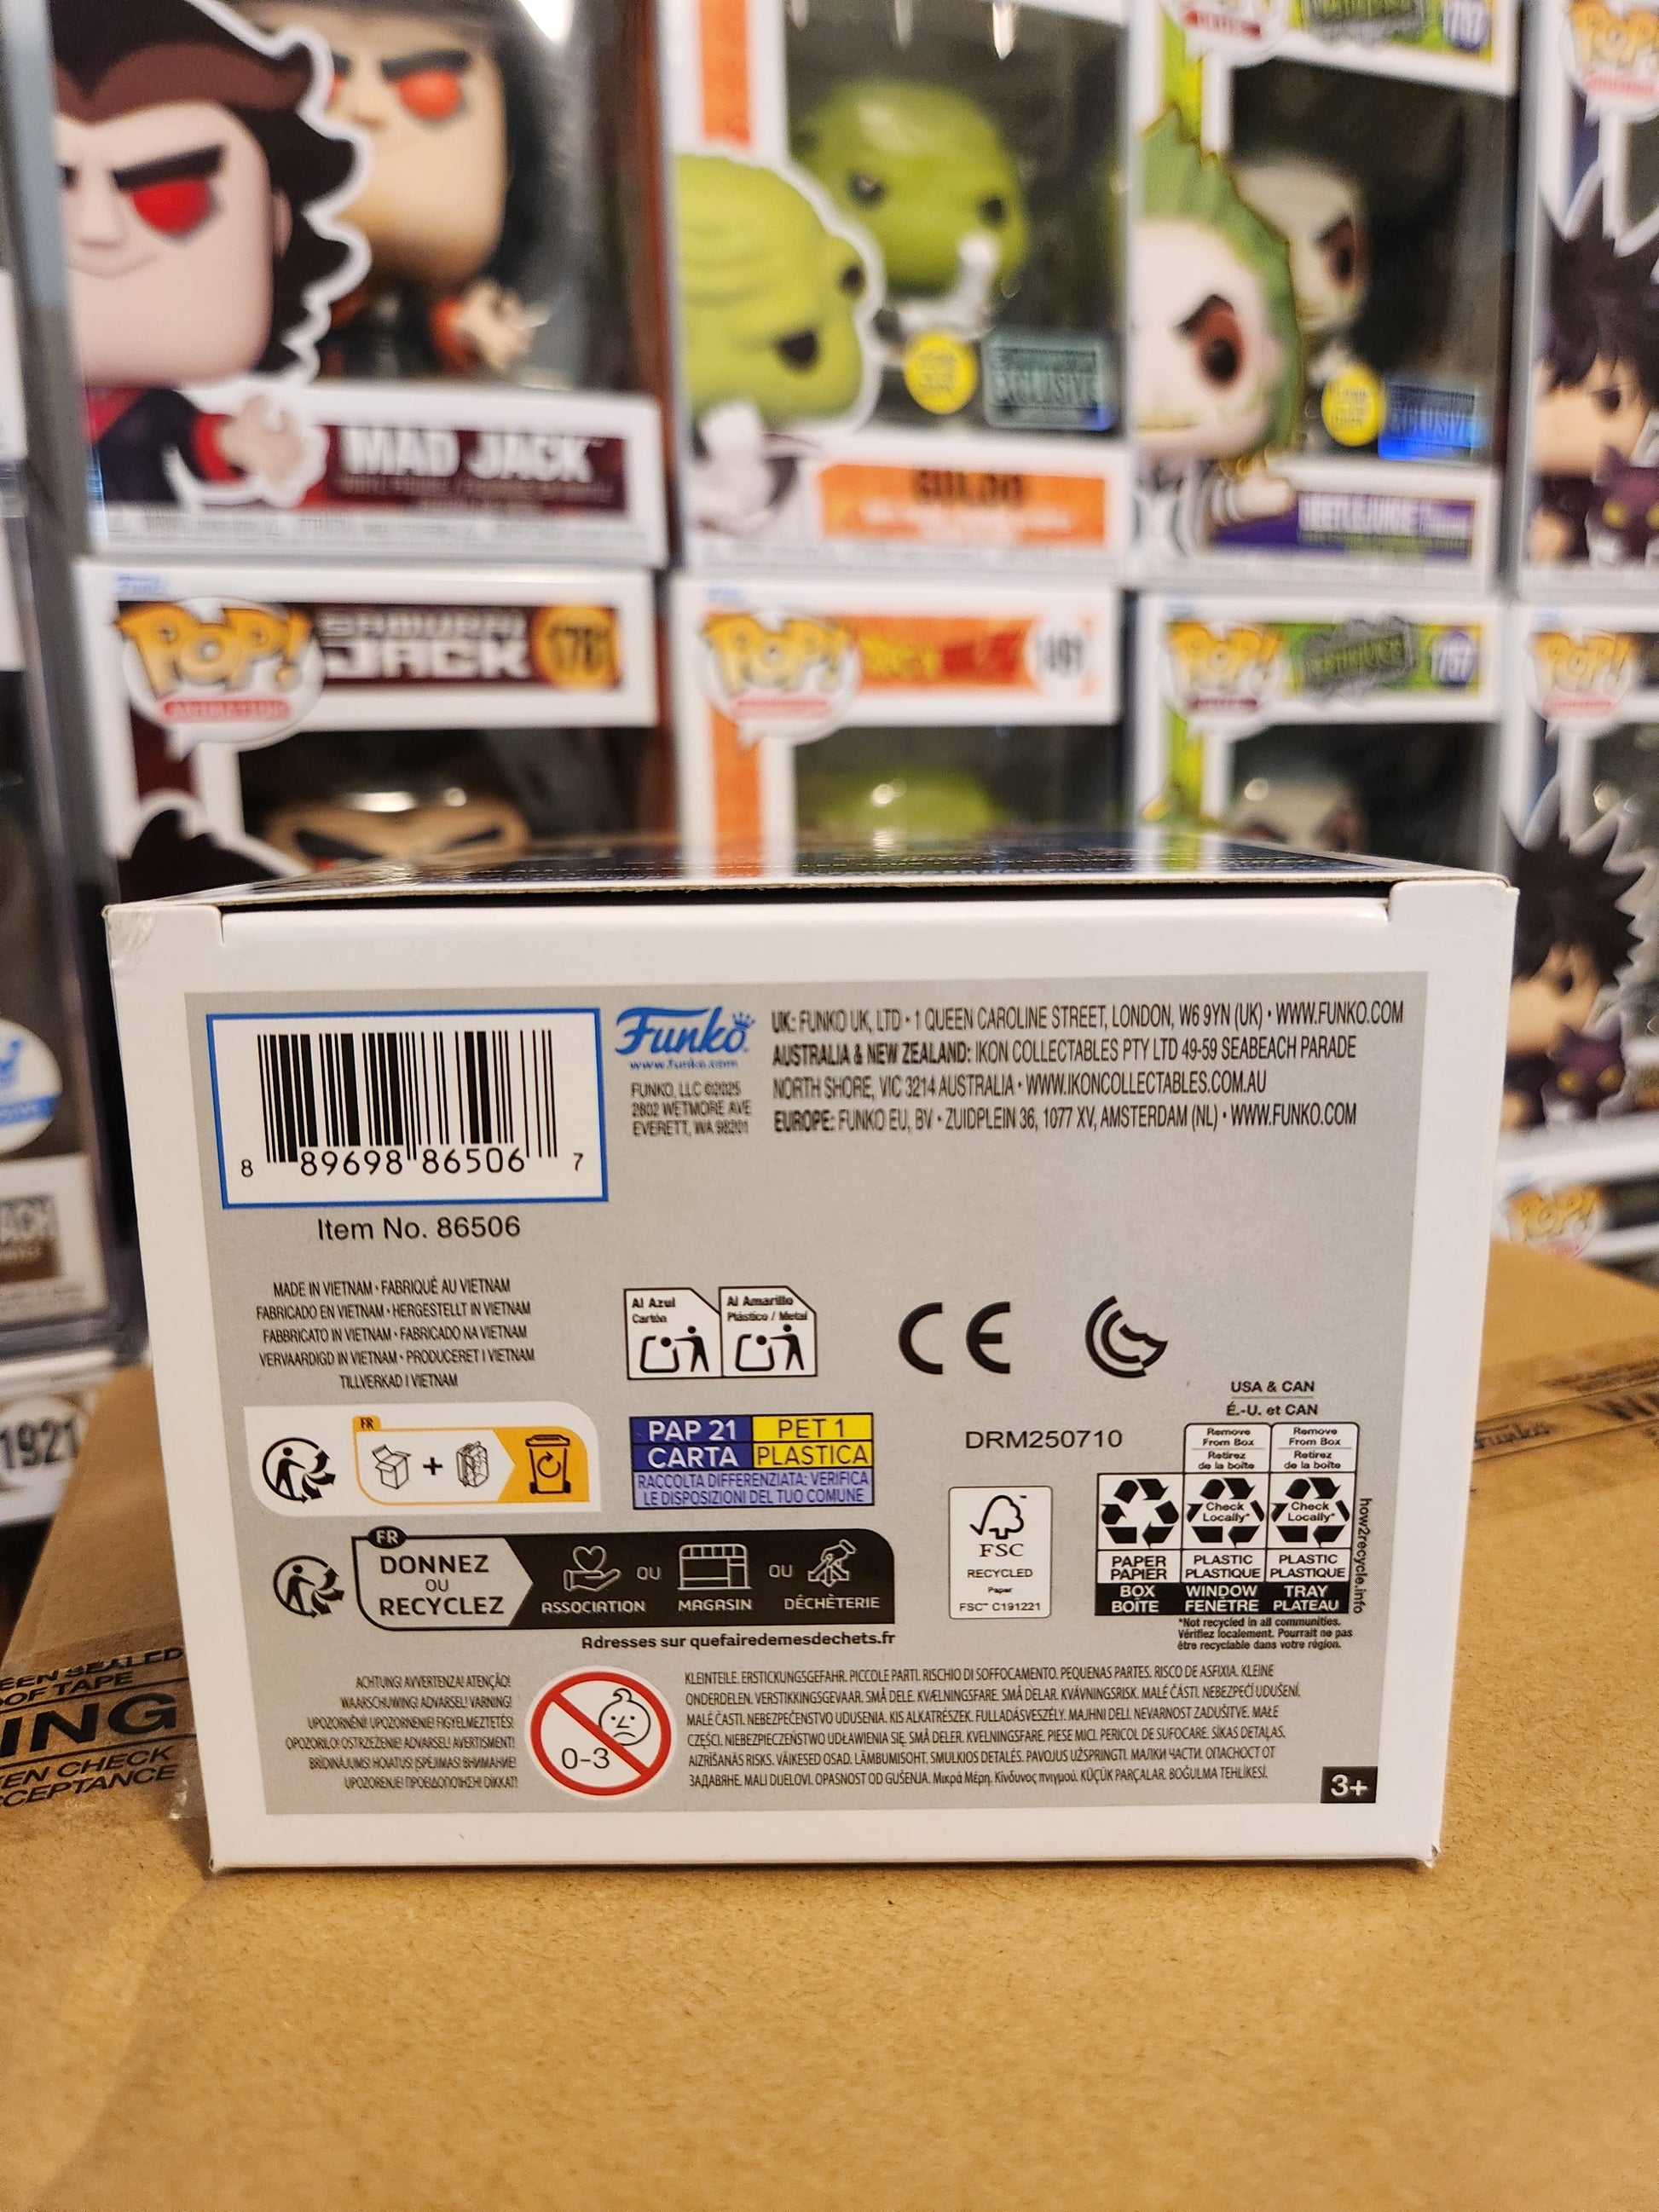 MAD JACK
EXCLUSIVE
EXCLUSIVE
Funko
POP!
ANIMATION
SAMURAI
JACK
1781
POP!
1491
POP!
POP!
1921
8 89698 86506 7
Item No. 86506
Funko
www.funko.com
FUNKO, LLC ©2025
2802 WETMORE AVE
EVERETT, WA 98201
UK: FUNKO UK, LTD • 1 QUEEN CAROLINE STREET, LONDON, W6 9YN (UK) • WWW.FUNKO.COM
AUSTRALIA & NEW ZEALAND: IKON COLLECTABLES PTY LTD 49-59 SEABEACH PARADE
NORTH SHORE, VIC 3214 AUSTRALIA • WWW.IKONCOLLECTABLES.COM.AU
EUROPE: FUNKO EU, BV • ZUIDPLEIN 36, 1077 XV, AMSTERDAM (NL) • WWW.FUNKO.COM
MADE IN VIETNAM • FABRIQUÉ AU VIETNAM
FABRICADO EN VIETNAM • HERGESTELLT IN VIETNAM
FABBRICATO IN VIETNAM • FABRICADO NA VIETNAM
VERVAARDIGD IN VIETNAM • PRODUCERET I VIETNAM
TILLVERKAD I VIETNAM
Al Azul
Cartón
Al Amarillo
Plástico / Metal
CE
FR
+
PAP 21
CARTA
PET 1
PLASTICA
RACCOLTA DIFFERENZIATA: VERIFICA
LE DISPOSIZIONI DEL TUO COMUNE
DRM250710
FSC
RECYCLED
Paper
FSC™ C191221
USA & CAN
É.-U. et CAN
Remove
From Box
Retirez
de la boîte
Remove
From Box
Retirez
de la boîte
Check
Locally*
Check
Locally*
PAPER
PAPIER
PLASTIC
PLASTIQUE
PLASTIC
PLASTIQUE
BOX
BOÎTE
WINDOW
FENÊTRE
TRAY
PLATEAU
how2recycle.info
*Not recycled in all communities.
Vérifiez localement. Pourrait ne pas
être recyclable dans votre région.
FR
DONNEZ
OU
RECYCLEZ
ASSOCIATION
OU
MAGASIN
OU
DÉCHÈTERIE
Adresses sur quefairedemesdechets.fr
ACHTUNG! AVVERTENZA! ATENÇÃO!
WAARSCHUWING! ADVARSEL! VARNING!
UPOZORNĚNÍ! UPOZORNENIE! FIGYELMEZTETÉS!
OPOZORILO! OSTRZEŻENIE! ADVARSEL! AVERTISMENT!
BRĪDINĀJUMS! HOIATUS! ĮSPĖJIMAS! ВНИМАНИЕ!
UPOZORENJE! ΠΡΟΕΙΔΟΠΟΙΗΣΗ! DİKKAT!
0-3
KLEINTEILE. ERSTICKUNGSGEFAHR. PICCOLE PARTI. RISCHIO DI SOFFOCAMENTO. PEQUENAS PARTES. RISCO DE ASFIXIA. KLEINE
ONDERDELEN. VERSTIKKINGSGEVAAR. SMÅ DELE. KVÆLNINGSFARE. SMÅ DELAR. KVÄVNINGSRISK. MALÉ ČÁSTI. NEBEZPEČÍ UDUŠENÍ.
MALÉ ČASTI. NEBEZPEČENSTVO UDUSENIA. KIS ALKATRÉSZEK. FULLADÁSVESZÉLY. MAJHNI DELI. NEVARNOST ZADUŠITVE. MAŁE
CZĘŚCI. NIEBEZPIECZEŃSTWO UDŁAWIENIA SIĘ. SMÅ DELER. KVELNINGSFARE. PIESE MICI. PERICOL DE SUFOCARE. SĪKAS DETAĻAS.
AIZRĪŠANĀS RISKS. VÄIKESED OSAD. LÄMBUMISOHT. SMULKIOS DETALĖS. PAVOJUS UŽSPRINGTI. МАЛКИ ЧАСТИ. ОПАСНОСТ ОТ
ЗАДАВЯНЕ. MALI DIJELOVI. OPASNOST OD GUŠENJA. Μικρά Μέρη. Κίνδυνος πνιγμού. KÜÇÜK PARÇALAR. BOĞULMA TEHLİKESİ.
3+
ING
EN CHECK
CCEPTANCE